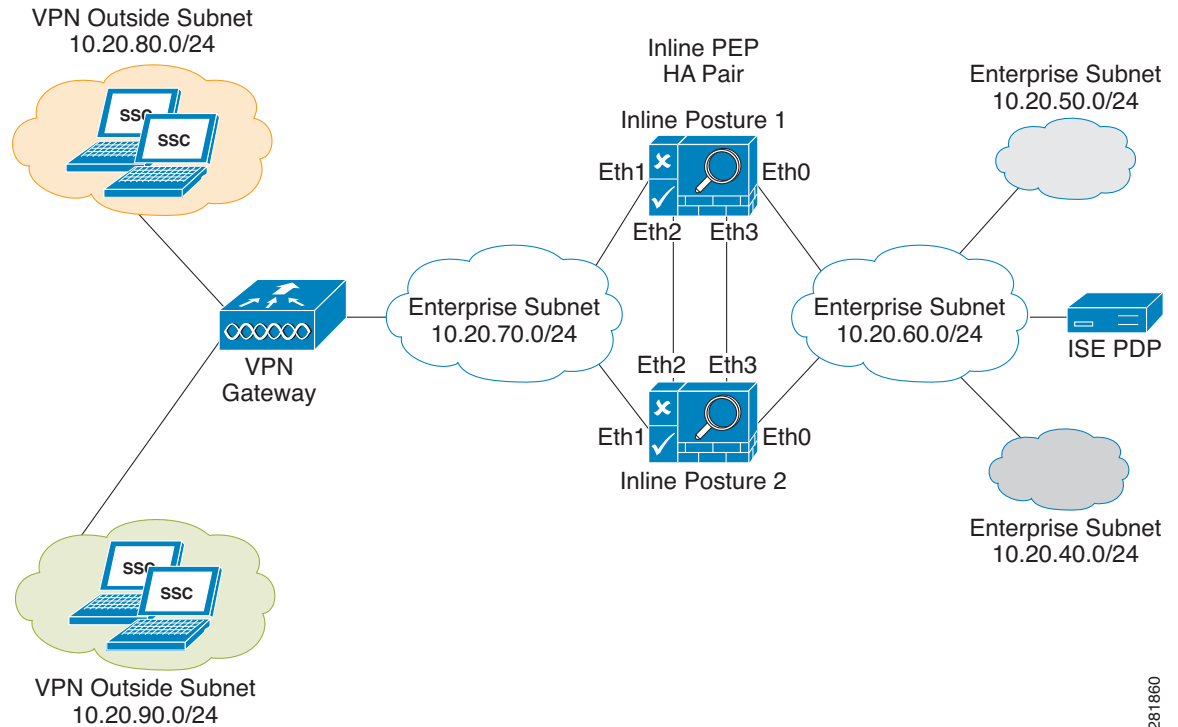 VPN Outside Subnet
10.20.80.0/24
SSC
SSC
Inline PEP
HA Pair
Inline Posture 1
Eth1
Eth0
Eth2
Eth3
Enterprise Subnet
10.20.50.0/24
Enterprise Subnet
10.20.70.0/24
Enterprise Subnet
10.20.60.0/24
VPN
Gateway
ISE PDP
Eth2
Eth3
Eth1
Eth0
Inline Posture 2
Enterprise Subnet
10.20.40.0/24
SSC
SSC
VPN Outside Subnet
10.20.90.0/24
281860